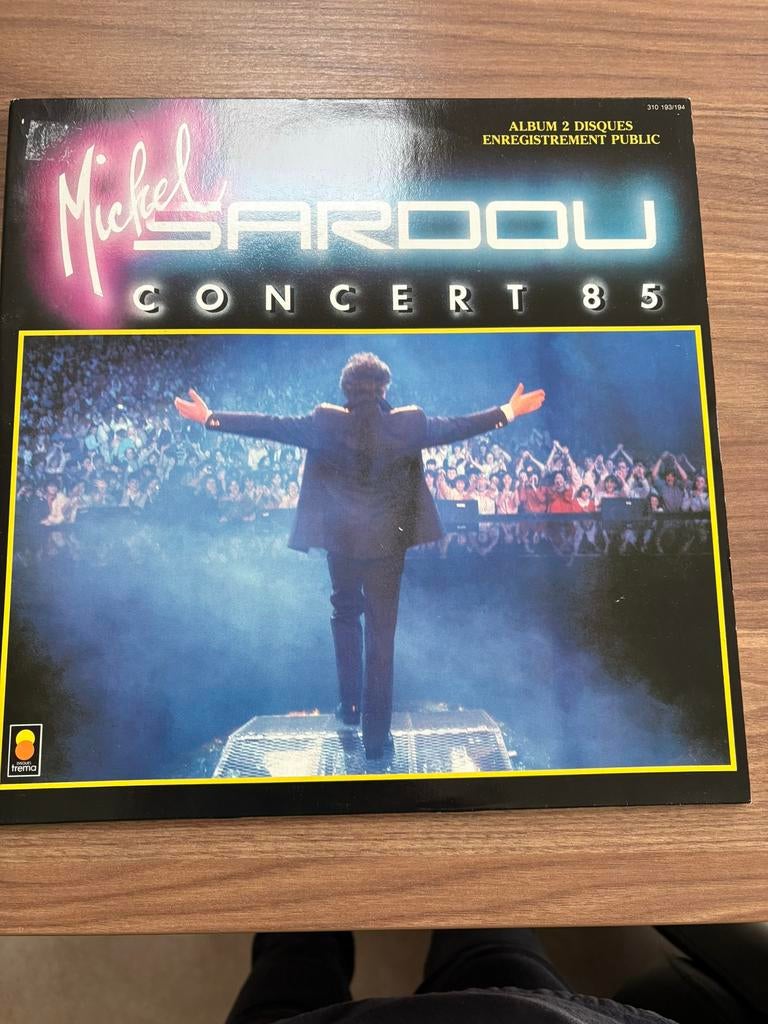 310 193/194
ALBUM 2 DISQUES
ENREGISTREMENT PUBLIC
Michel
SARDOU
CONCERT 85
DISQUES
trema